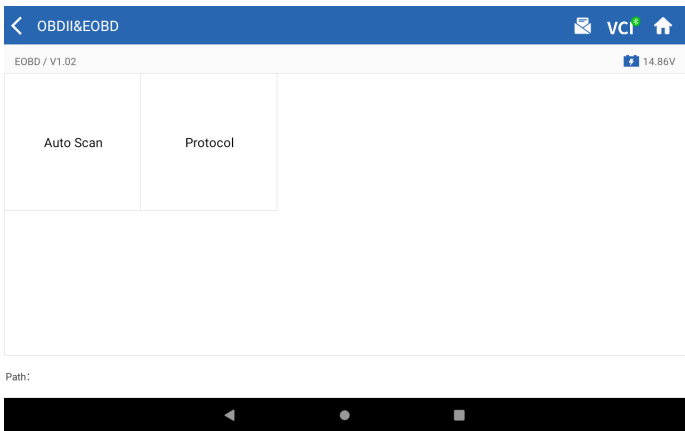 OBDII&EOBD
VCI
EOBD / V1.02
14.86V
Auto Scan
Protocol
Path: